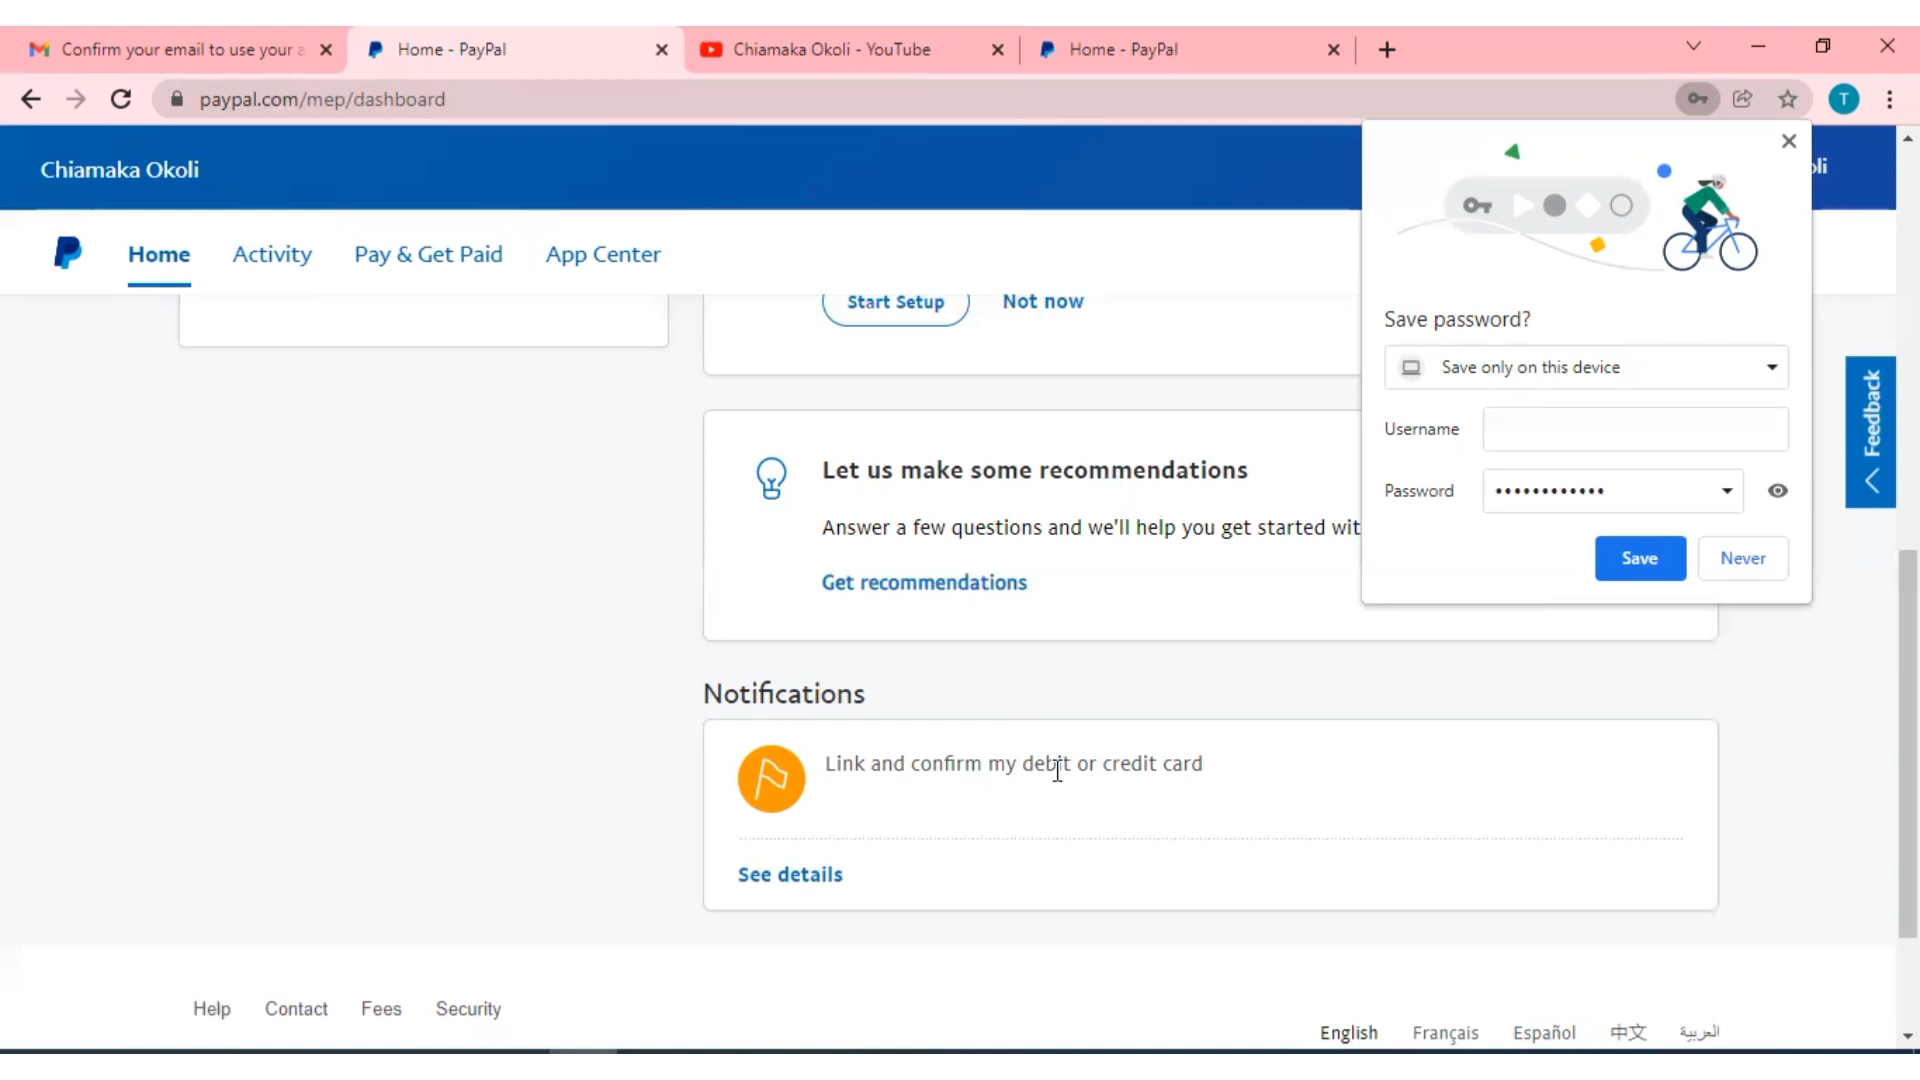 Confirm your email to use your a
Home - PayPal
Chiamaka Okoli - YouTube
Home - PayPal
paypal.com/mep/dashboard
T
Chiamaka Okoli
oli
Home
Activity
Pay & Get Paid
App Center
Start Setup
Not now
Let us make some recommendations
Answer a few questions and we'll help you get started wit
Get recommendations
Save password?
Save only on this device
Username
Password
Save
Never
Feedback
Notifications
Link and confirm my debit or credit card
See details
Help
Contact
Fees
Security
English
Français
Español
中文
العربية